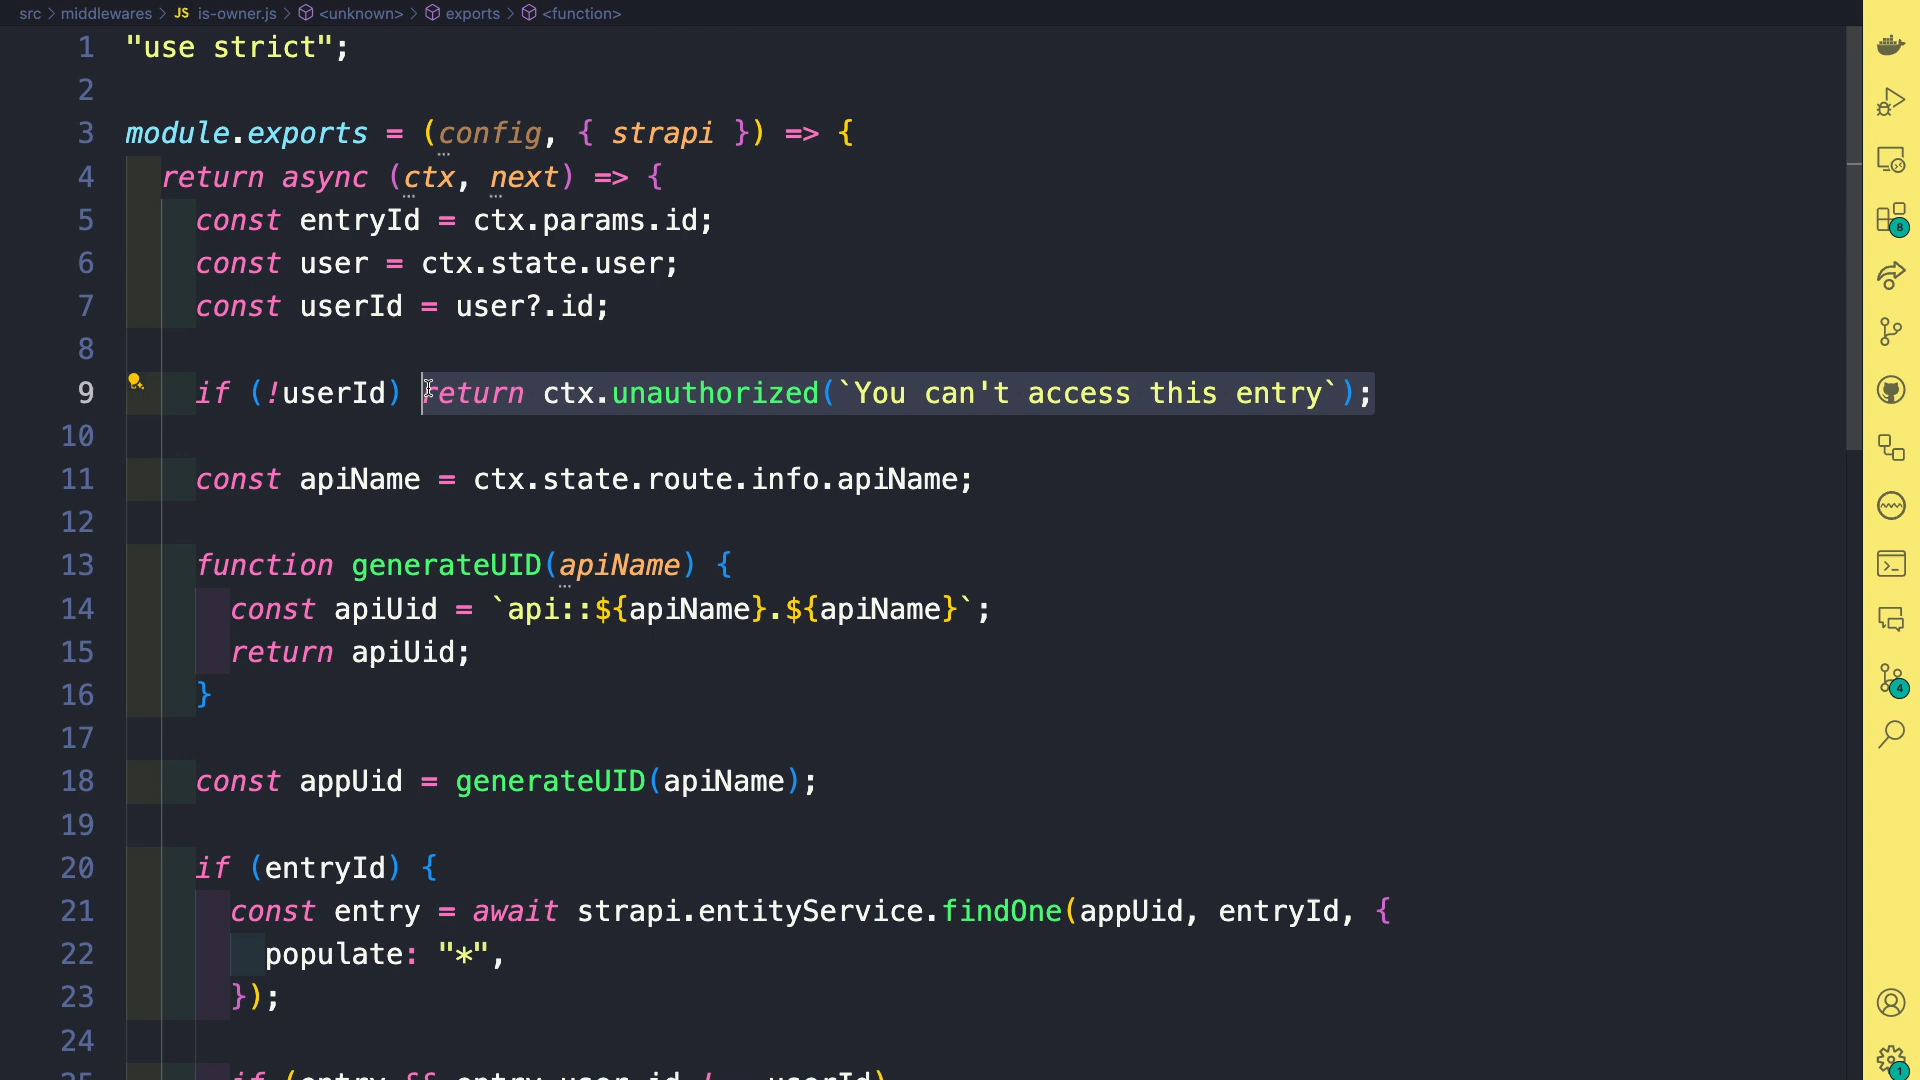 src > middlewares > JS is-owner.js > <unknown> > exports > <function>
1 "use strict";
2
3 module.exports = (config, { strapi }) => {
4 return async (ctx, next) => {
5 const entryId = ctx.params.id;
6 const user = ctx.state.user;
7 const userId = user?.id;
8
9 if (!userId) return ctx.unauthorized(`You can't access this entry`);
10
11 const apiName = ctx.state.route.info.apiName;
12
13 function generateUID(apiName) {
14 const apiUid = `api::${apiName}.${apiName}`;
15 return apiUid;
16 }
17
18 const appUid = generateUID(apiName);
19
20 if (entryId) {
21 const entry = await strapi.entityService.findOne(appUid, entryId, {
22 populate: "*",
23 });
24
8
4
1